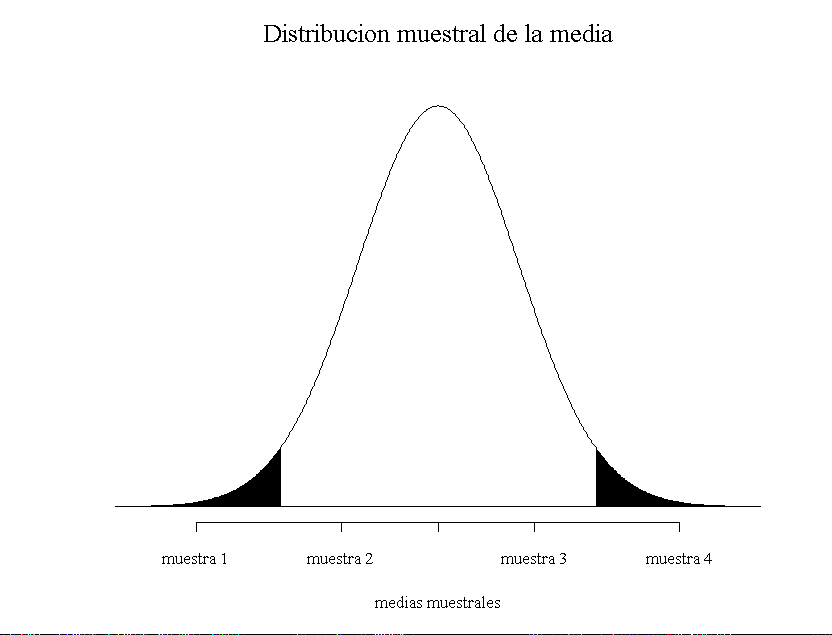 Distribucion muestral de la media
muestra 1 muestra 2 muestra 3 muestra 4
medias muestrales